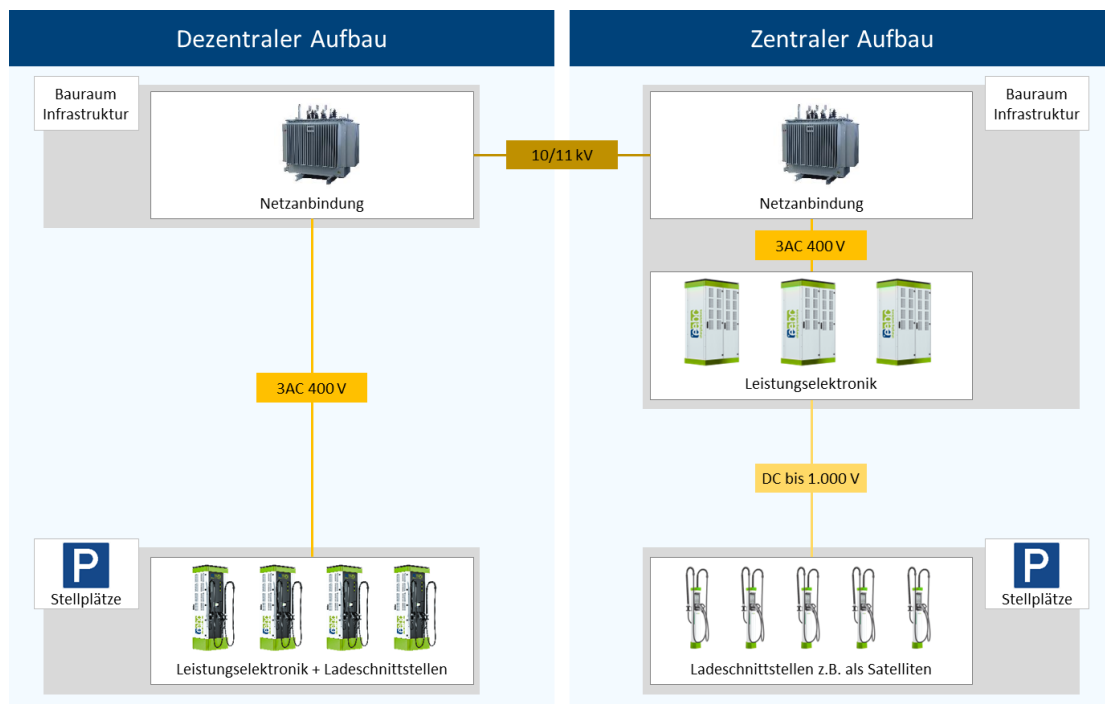 Dezentraler Aufbau
Bauraum
Infrastruktur
Netzanbindung
3AC 400 V
P
Stellplätze
Leistungselektronik + Ladeschnittstellen
10/11 kV
Zentraler Aufbau
Bauraum
Infrastruktur
Netzanbindung
3AC 400 V
Leistungselektronik
DC bis 1.000 V
P
Stellplätze
Ladeschnittstellen z.B. als Satelliten